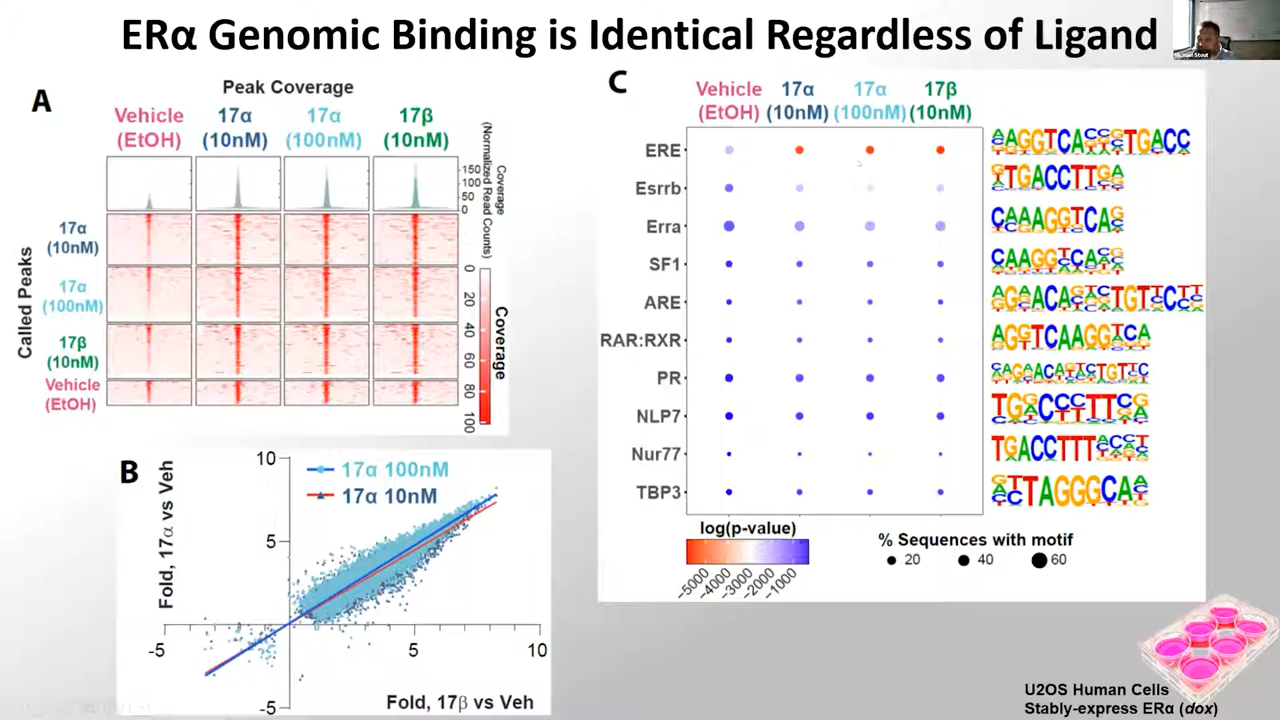 ERα Genomic Binding is Identical Regardless of Ligand
Michael Stout
A
Peak Coverage
Vehicle (EtOH)
17α (10nM)
17α (100nM)
17β (10nM)
Coverage (Normalized Read Counts)
150
100
50
0
Called Peaks
17α (10nM)
17α (100nM)
17β (10nM)
Vehicle (EtOH)
0
20
40
60
80
100
Coverage
B
Fold, 17α vs Veh
10
5
-5
-5
5
10
17α 100nM
17α 10nM
Fold, 17β vs Veh
C
Vehicle (EtOH)
17α (10nM)
17α (100nM)
17β (10nM)
ERE
Esrrb
Erra
SF1
ARE
RAR:RXR
PR
NLP7
Nur77
TBP3
log(p-value)
-5000
-4000
-3000
-2000
-1000
% Sequences with motif
20
40
60
U2OS Human Cells
Stably-express ERα (dox)